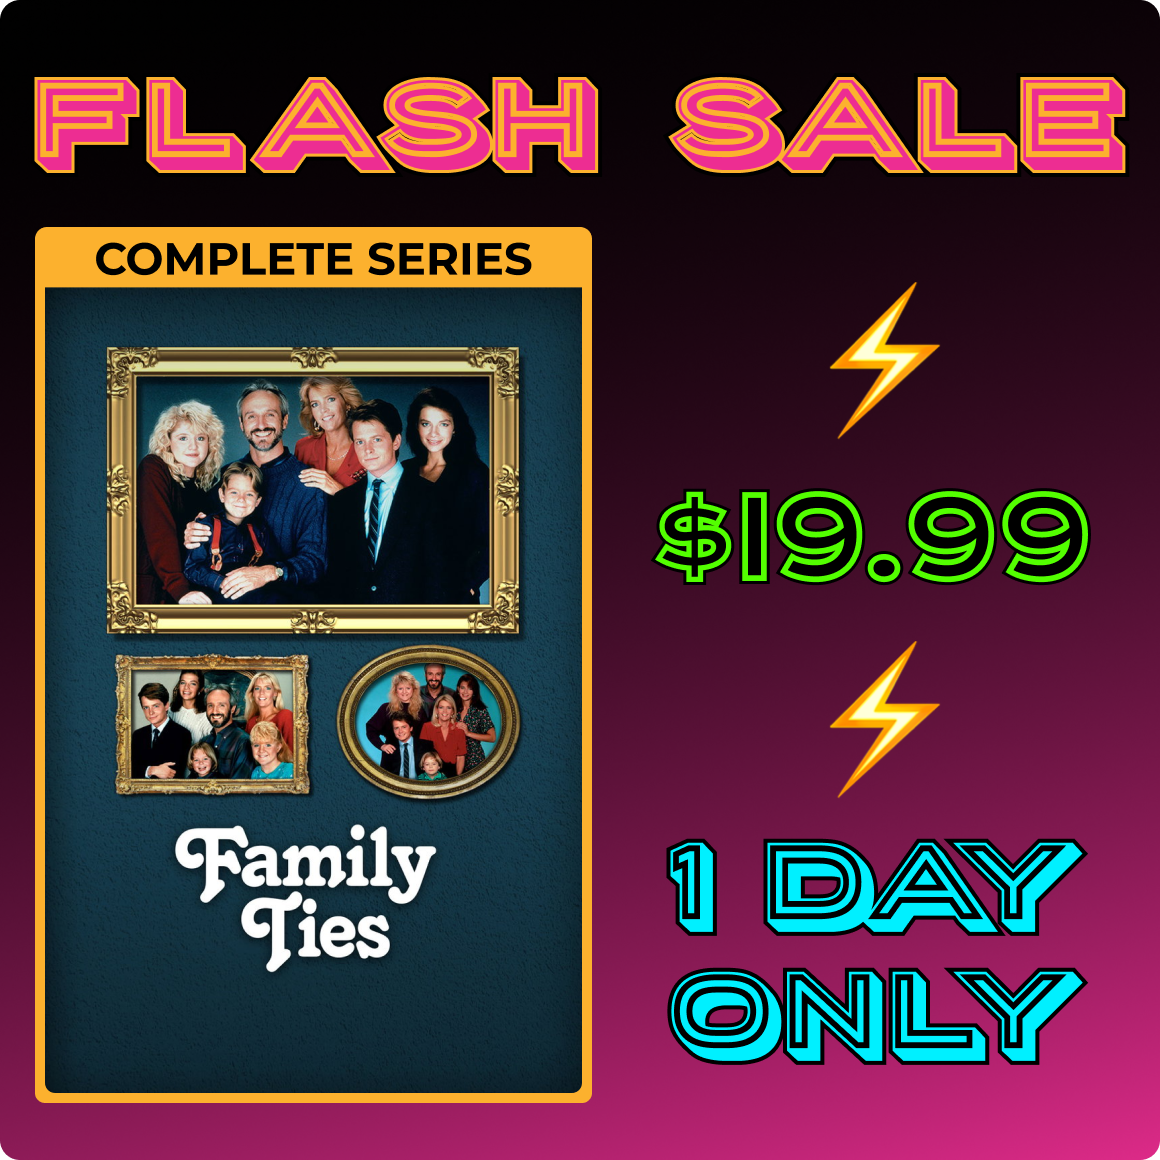 FLASH SALE
COMPLETE SERIES
Family
Ties
$19.99
1 DAY
ONLY